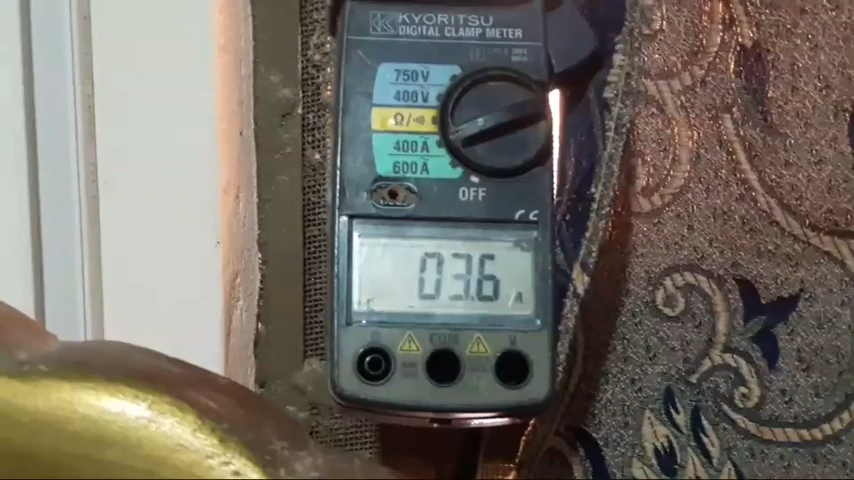 KYORITSU
DIGITAL CLAMP METER
750V
400V
Ω/
400A
600A
OFF
CE
03.6 A
COM